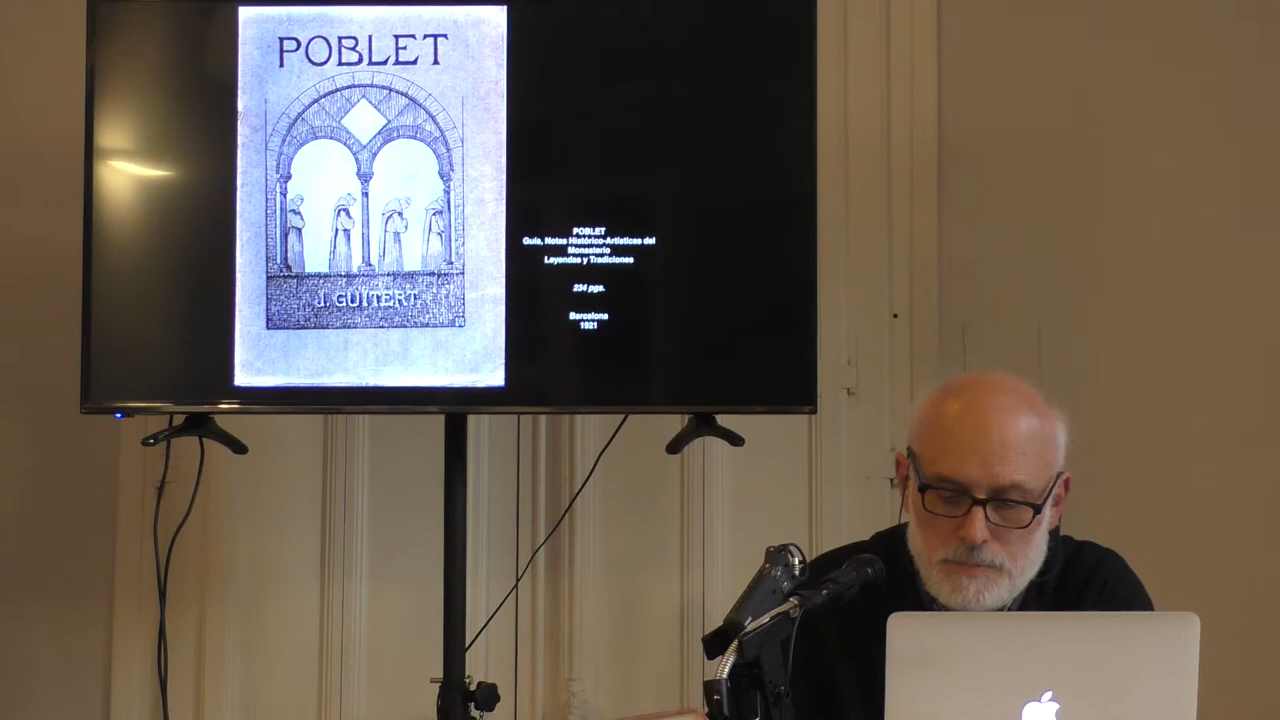 POBLET
J. GUITERT.
POBLET
Guía, Notas Histórico-Artísticas del
Monasterio
Leyendas y Tradiciones
234 pgs.
Barcelona
1921